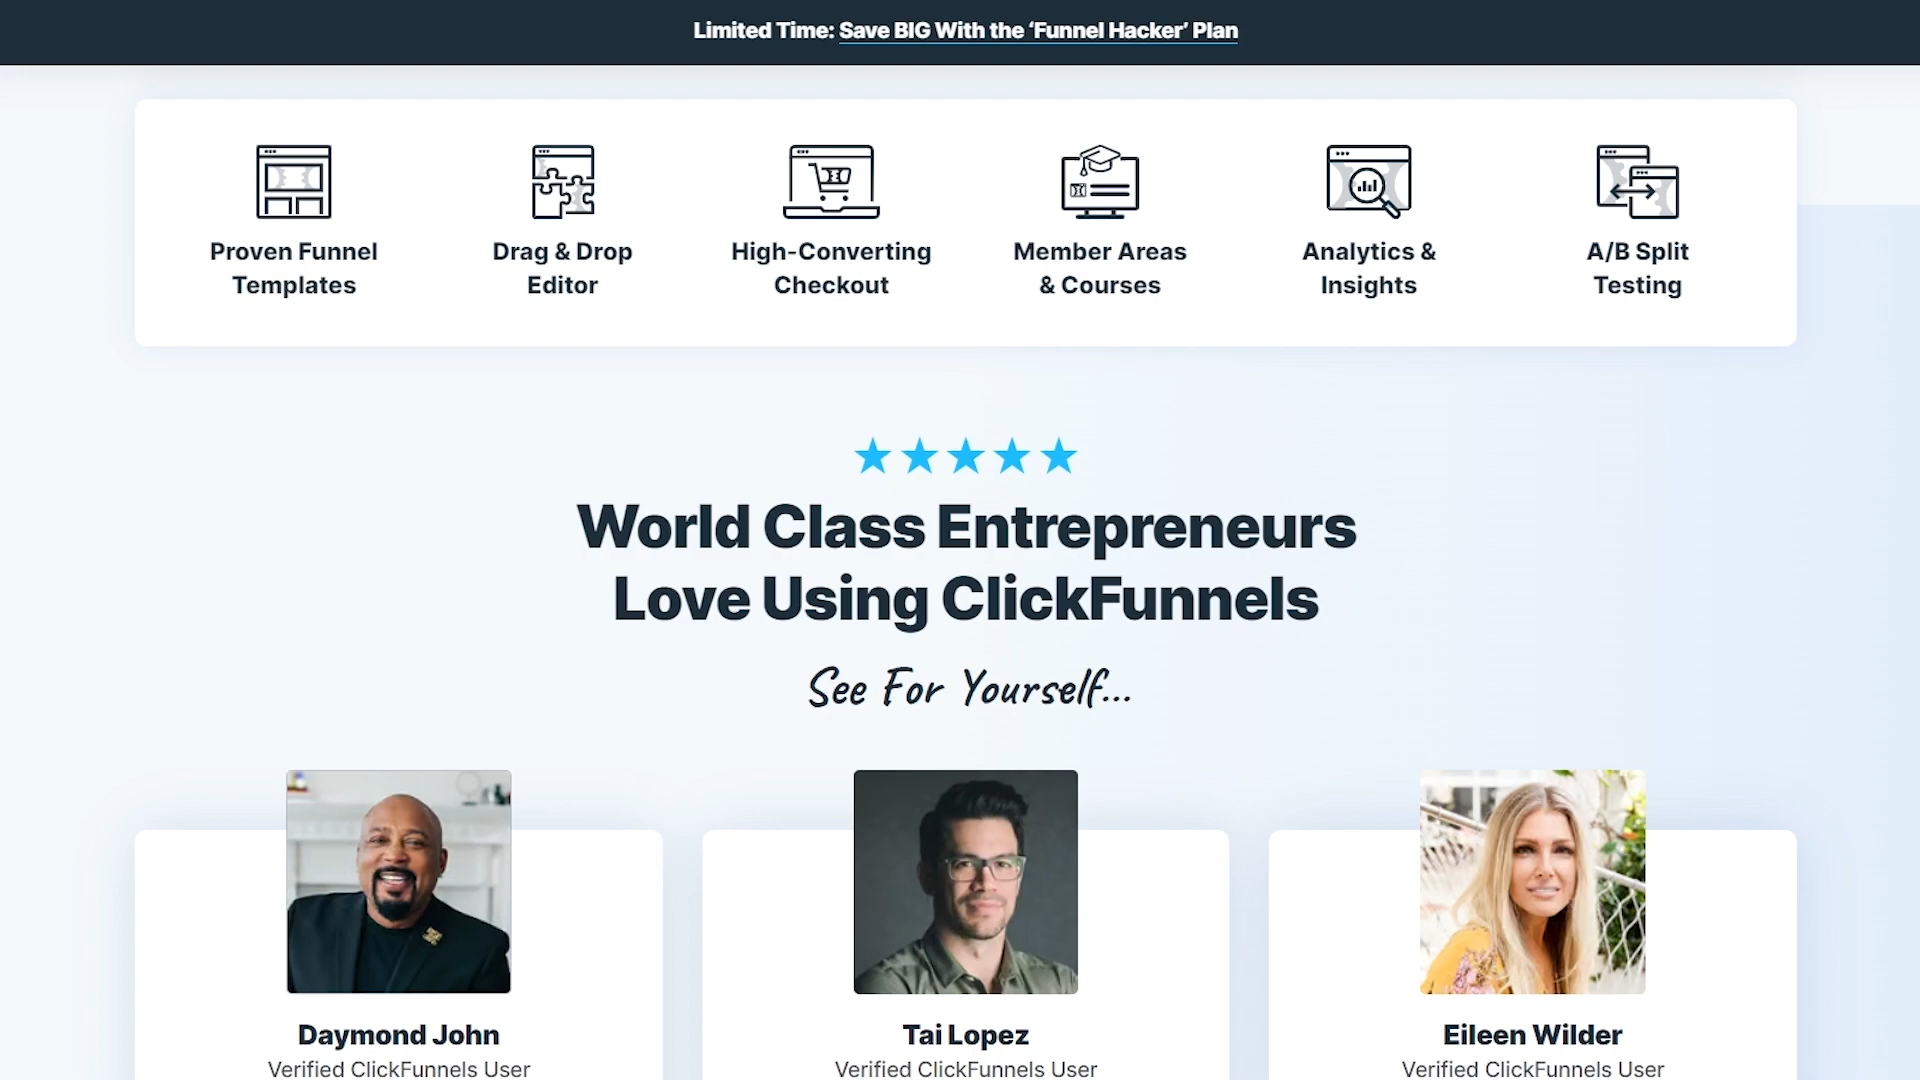 Limited Time: Save BIG With the ‘Funnel Hacker’ Plan
Proven Funnel
Templates
Drag & Drop
Editor
High-Converting
Checkout
Member Areas
& Courses
Analytics &
Insights
A/B Split
Testing
World Class Entrepreneurs
Love Using ClickFunnels
See For Yourself...
Daymond John
Verified ClickFunnels User
Tai Lopez
Verified ClickFunnels User
Eileen Wilder
Verified ClickFunnels User